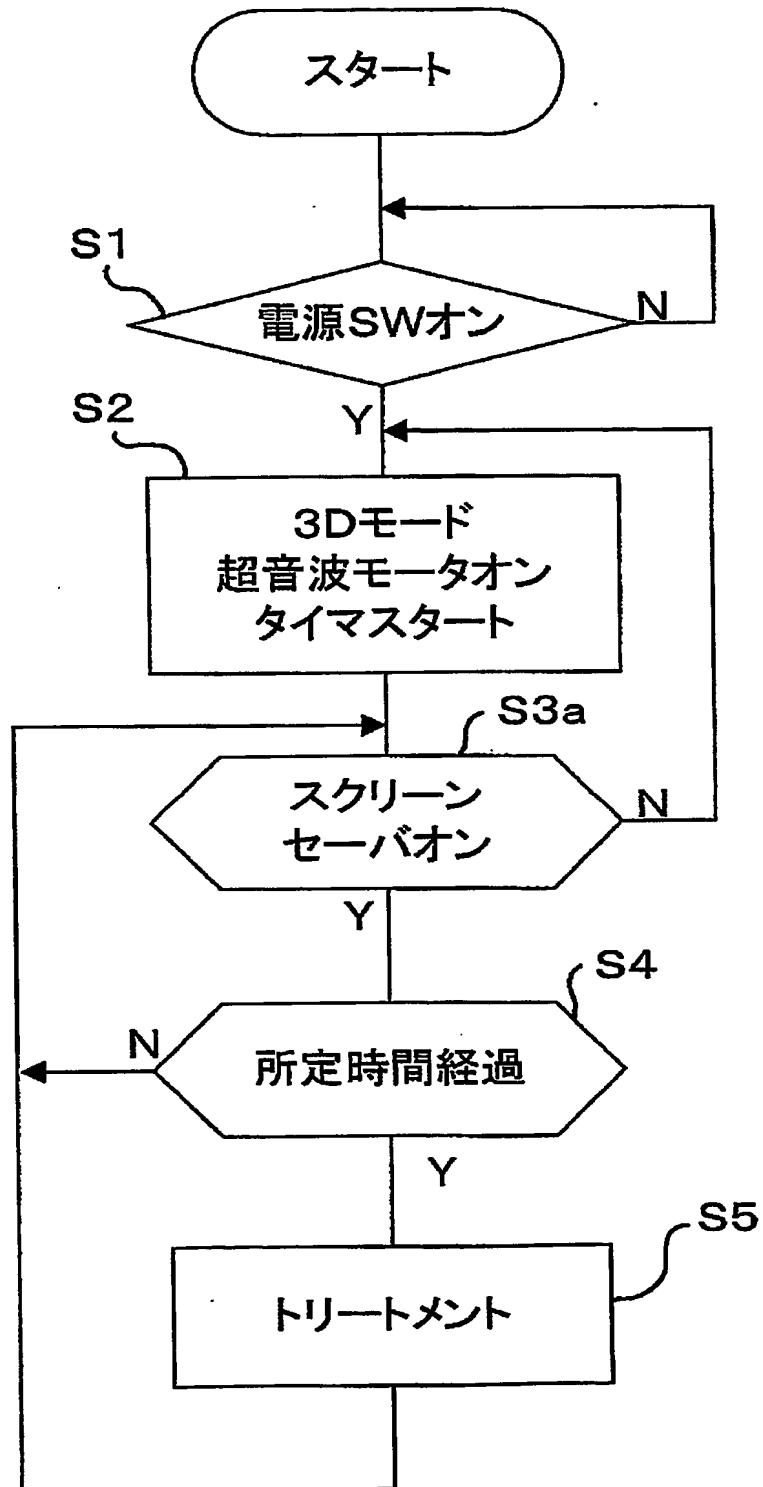 スタート
S1
電源SWオン
N
Y
S2
3Dモード
超音波モータオン
タイマスタート
S3a
スクリーン
セーバオン
N
Y
S4
N
所定時間経過
Y
S5
トリートメント